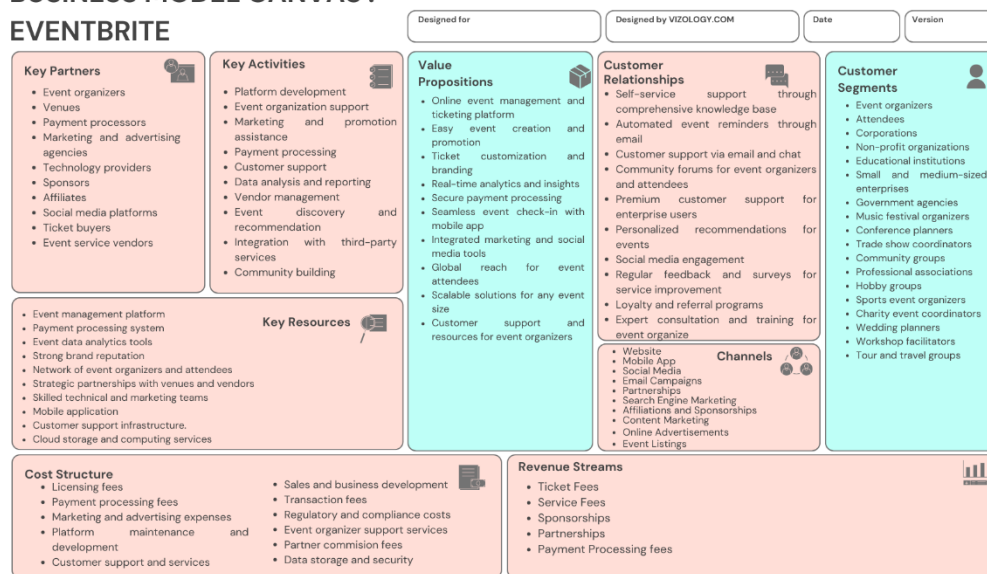 BUSINESS MODEL CANVAS :
EVENTBRITE
Designed for
Designed by VIZOLOGY.COM
Date
Version
Key Partners
• Event organizers
• Venues
• Payment processors
• Marketing and advertising
agencies
• Technology providers
• Sponsors
• Affiliates
• Social media platforms
• Ticket buyers
• Event service vendors
Key Activities
• Platform development
• Event organization support
• Marketing and promotion
assistance
• Payment processing
• Customer support
• Data analysis and reporting
• Vendor management
• Event discovery and
recommendation
• Integration with third-party
services
• Community building
Value
Propositions
• Online event management and
ticketing platform
• Easy event creation and
promotion
• Ticket customization and
branding
• Real-time analytics and insights
• Secure payment processing
• Seamless event check-in with
mobile app
• Integrated marketing and social
media tools
• Global reach for event
attendees
• Scalable solutions for any event
size
• Customer support and
resources for event organizers
Customer
Relationships
• Self-service support through
comprehensive knowledge base
• Automated event reminders through
email
• Customer support via email and chat
• Community forums for event organizers
and attendees
• Premium customer support for
enterprise users
• Personalized recommendations for
events
• Social media engagement
• Regular feedback and surveys for
service improvement
• Loyalty and referral programs
• Expert consultation and training for
event organize
Customer
Segments
• Event organizers
• Attendees
• Corporations
• Non-profit organizations
• Educational institutions
• Small and medium-sized
enterprises
• Government agencies
• Music festival organizers
• Conference planners
• Trade show coordinators
• Community groups
• Professional associations
• Hobby groups
• Sports event organizers
• Charity event coordinators
• Wedding planners
• Workshop facilitators
• Tour and travel groups
Key Resources
• Event management platform
• Payment processing system
• Event data analytics tools
• Strong brand reputation
• Network of event organizers and attendees
• Strategic partnerships with venues and vendors
• Skilled technical and marketing teams
• Mobile application
• Customer support infrastructure.
• Cloud storage and computing services
Channels
• Website
• Mobile App
• Social Media
• Email Campaigns
• Partnerships
• Search Engine Marketing
• Affiliations and Sponsorships
• Content Marketing
• Online Advertisements
• Event Listings
Cost Structure
• Licensing fees
• Payment processing fees
• Marketing and advertising expenses
• Platform maintenance and
development
• Customer support and services
• Sales and business development
• Transaction fees
• Regulatory and compliance costs
• Event organizer support services
• Partner commision fees
• Data storage and security
Revenue Streams
• Ticket Fees
• Service Fees
• Sponsorships
• Partnerships
• Payment Processing fees